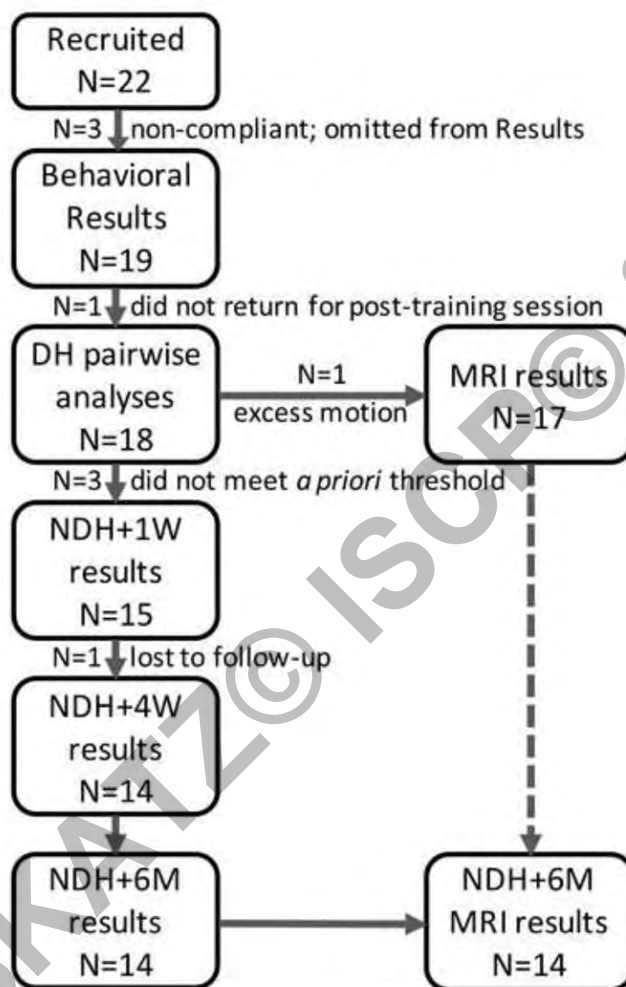 Recruited
N=22
N=3 non-compliant; omitted from Results
Behavioral
Results
N=19
N=1 did not return for post-training session
DH pairwise
analyses
N=18
N=1
excess motion
MRI results
N=17
N=3 did not meet a priori threshold
NDH+1W
results
N=15
N=1 lost to follow-up
NDH+4W
results
N=14
NDH+6M
results
N=14
NDH+6M
MRI results
N=14
KATZ© ISOP©